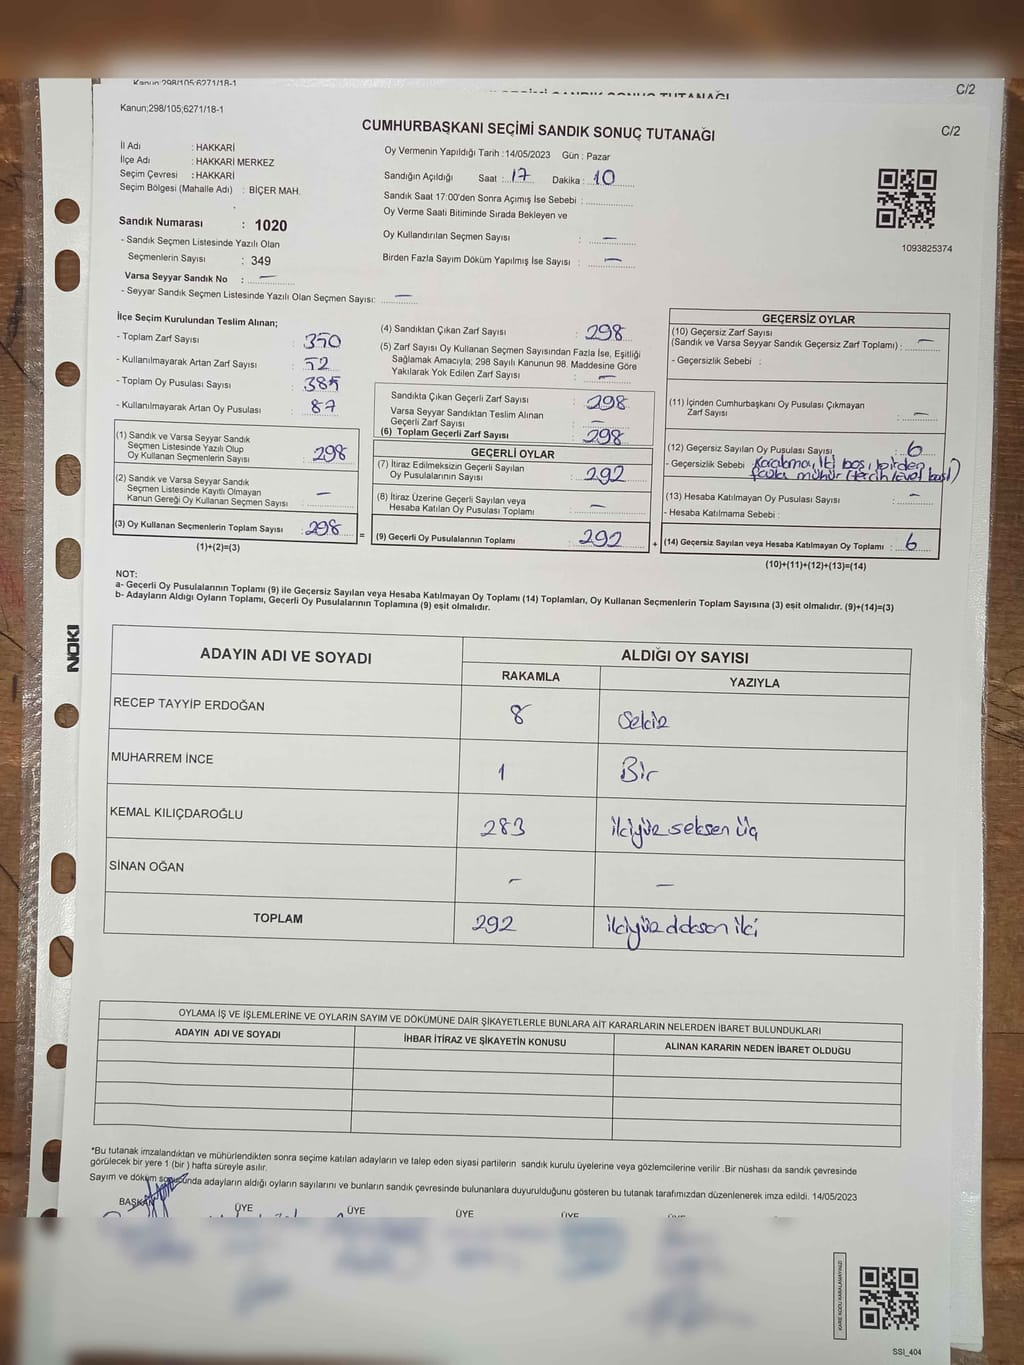 Kanun:298/105;6271/18-1
C/2
Kanun;298/105;6271/18-1
C/2
CUMHURBAŞKANI SEÇİMİ SANDIK SONUÇ TUTANAĞI
İl Adı : HAKKARİ
İlçe Adı : HAKKARİ MERKEZ
Seçim Çevresi : HAKKARİ
Seçim Bölgesi (Mahalle Adı) : BİÇER MAH.
Oy Vermenin Yapıldığı Tarih :14/05/2023 Gün : Pazar
Sandığın Açıldığı Saat : 17 Dakika : 10
Sandık Saat 17:00'den Sonra Açımış İse Sebebi :
Oy Verme Saati Bitiminde Sırada Bekleyen ve
Oy Kullandırılan Seçmen Sayısı : —
Birden Fazla Sayım Döküm Yapılmış İse Sayısı : —
1093825374
Sandık Numarası : 1020
- Sandık Seçmen Listesinde Yazılı Olan
Seçmenlerin Sayısı : 349
Varsa Seyyar Sandık No : —
- Seyyar Sandık Seçmen Listesinde Yazılı Olan Seçmen Sayısı: —
İlçe Seçim Kurulundan Teslim Alınan;
- Toplam Zarf Sayısı : 350
- Kullanılmayarak Artan Zarf Sayısı : 52
- Toplam Oy Pusulası Sayısı : 385
- Kullanılmayarak Artan Oy Pusulası : 87
(1) Sandık ve Varsa Seyyar Sandık
Seçmen Listesinde Yazılı Olup
Oy Kullanan Seçmenlerin Sayısı : 298
(2) Sandık ve Varsa Seyyar Sandık
Seçmen Listesinde Kayıtlı Olmayan
Kanun Gereği Oy Kullanan Seçmen Sayısı : —
(3) Oy Kullanan Seçmenlerin Toplam Sayısı : 298
(1)+(2)=(3)
(4) Sandıktan Çıkan Zarf Sayısı : 298
(5) Zarf Sayısı Oy Kullanan Seçmen Sayısından Fazla İse, Eşitliği
Sağlamak Amacıyla; 298 Sayılı Kanunun 98. Maddesine Göre
Yakılarak Yok Edilen Zarf Sayısı : —
Sandıkta Çıkan Geçerli Zarf Sayısı : 298
Varsa Seyyar Sandıktan Teslim Alınan
Geçerli Zarf Sayısı : —
(6) Toplam Geçerli Zarf Sayısı : 298
GEÇERLİ OYLAR
(7) İtiraz Edilmeksizin Geçerli Sayılan
Oy Pusulalarının Sayısı : 292
(8) İtiraz Üzerine Geçerli Sayılan veya
Hesaba Katılan Oy Pusulası Toplamı : —
= (9) Geçerli Oy Pusulalarının Toplamı : 292
GEÇERSİZ OYLAR
(10) Geçersiz Zarf Sayısı
(Sandık ve Varsa Seyyar Sandık Geçersiz Zarf Toplamı) : —
- Geçersizlik Sebebi :
(11) İçinden Cumhurbaşkanı Oy Pusulası Çıkmayan
Zarf Sayısı : —
(12) Geçersiz Sayılan Oy Pusulası Sayısı : 6
- Geçersizlik Sebebi : Karalama, iki boş, birden
fazla mühür (tercih/evet bas)
(13) Hesaba Katılmayan Oy Pusulası Sayısı : —
- Hesaba Katılmama Sebebi :
+ (14) Geçersiz Sayılan veya Hesaba Katılmayan Oy Toplamı : 6
(10)+(11)+(12)+(13)=(14)
NOT:
a- Geçerli Oy Pusulalarının Toplamı (9) ile Geçersiz Sayılan veya Hesaba Katılmayan Oy Toplamı (14) Toplamları, Oy Kullanan Seçmenlerin Toplam Sayısına (3) eşit olmalıdır. (9)+(14)=(3)
b- Adayların Aldığı Oyların Toplamı, Geçerli Oy Pusulalarının Toplamına (9) eşit olmalıdır.
NOKI
ADAYIN ADI VE SOYADI ALDIĞI OY SAYISI
RAKAMLA YAZIYLA
RECEP TAYYİP ERDOĞAN 8 Sekiz
MUHARREM İNCE 1 Bir
KEMAL KILIÇDAROĞLU 283 ikiyüz seksen üç
SİNAN OĞAN — —
TOPLAM 292 ikiyüz doksan iki
OYLAMA İŞ VE İŞLEMLERİNE VE OYLARIN SAYIM VE DÖKÜMÜNE DAİR ŞİKAYETLERLE BUNLARA AİT KARARLARIN NELERDEN İBARET BULUNDUKLARI
ADAYIN ADI VE SOYADI İHBAR İTİRAZ VE ŞİKAYETİN KONUSU ALINAN KARARIN NEDEN İBARET OLDUĞU
*Bu tutanak imzalandıktan ve mühürlendikten sonra seçime katılan adayların ve talep eden siyasi partilerin sandık kurulu üyelerine veya gözlemcilerine verilir .Bir nüshası da sandık çevresinde
görülecek bir yere 1 (bir ) hafta süreyle asılır.
Sayım ve döküm sonucunda adayların aldığı oyların sayılarını ve bunların sandık çevresinde bulunanlara duyurulduğunu gösteren bu tutanak tarafımızdan düzenlenerek imza edildi. 14/05/2023
BAŞKAN ÜYE ÜYE ÜYE ÜYE ÜYE
KARE KODU KARALAMAYINIZ!
SSI_404